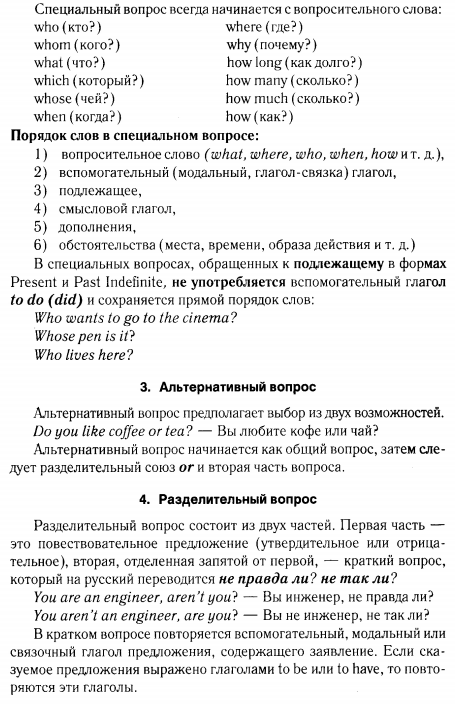 Специальный вопрос всегда начинается с вопросительного слова:
who (кто?) where (где?)
whom (кого?) why (почему?)
what (что?) how long (как долго?)
which (который?) how many (сколько?)
whose (чей?) how much (сколько?)
when (когда?) how (как?)
Порядок слов в специальном вопросе:
1) вопросительное слово (what, where, who, when, how и т. д.),
2) вспомогательный (модальный, глагол-связка) глагол,
3) подлежащее,
4) смысловой глагол,
5) дополнения,
6) обстоятельства (места, времени, образа действия и т. д.)
В специальных вопросах, обращенных к подлежащему в формах
Present и Past Indefinite, не употребляется вспомогательный глагол
to do (did) и сохраняется прямой порядок слов:
Who wants to go to the cinema?
Whose pen is it?
Who lives here?
3. Альтернативный вопрос
Альтернативный вопрос предполагает выбор из двух возможностей.
Do you like coffee or tea? — Вы любите кофе или чай?
Альтернативный вопрос начинается как общий вопрос, затем сле-
дует разделительный союз or и вторая часть вопроса.
4. Разделительный вопрос
Разделительный вопрос состоит из двух частей. Первая часть —
это повествовательное предложение (утвердительное или отрица-
тельное), вторая, отделенная запятой от первой, — краткий вопрос,
который на русский переводится не правда ли? не так ли?
You are an engineer, aren't you? — Вы инженер, не правда ли?
You aren't an engineer, are you? — Вы не инженер, не так ли?
В кратком вопросе повторяется вспомогательный, модальный или
связочный глагол предложения, содержащего заявление. Если ска-
зуемое предложения выражено глаголами to be или to have, то повто-
ряются эти глаголы.